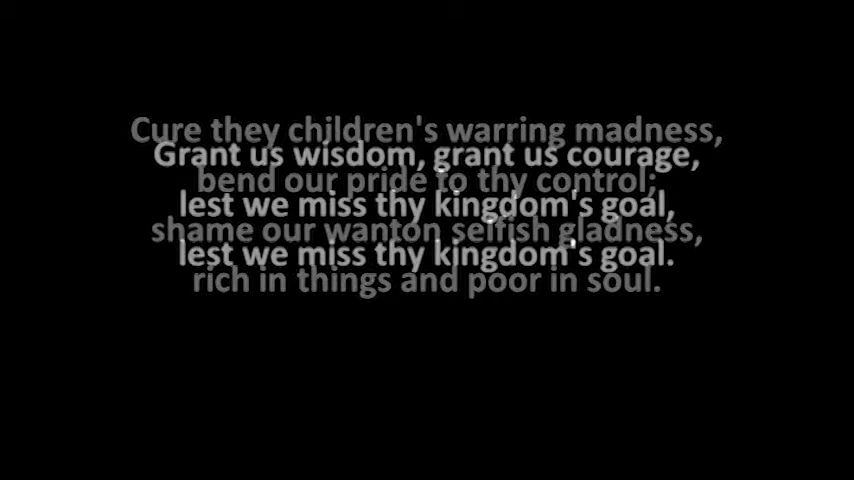 Cure they children's warring madness,
Grant us wisdom, grant us courage,
bend our pride to thy control;
lest we miss thy kingdom's goal,
shame our wanton selfish gladness,
lest we miss thy kingdom's goal.
rich in things and poor in soul.